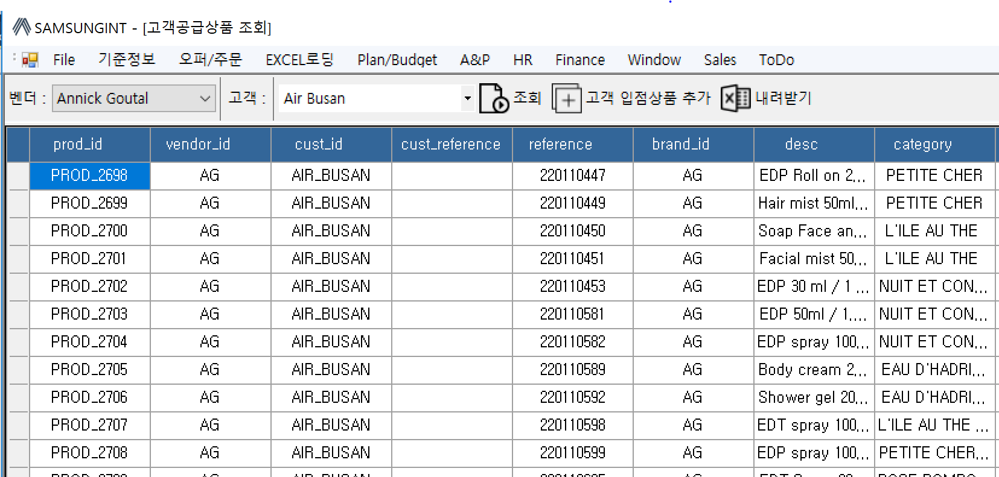 SAMSUNGINT - [고객공급상품 조회]
File 기준정보 오퍼/주문 EXCEL로딩 Plan/Budget A&P HR Finance Window Sales ToDo
벤더 : Annick Goutal 고객 : Air Busan 조회 고객 입점상품 추가 내려받기
prod_id vendor_id cust_id cust_reference reference brand_id desc category
PROD_2698 AG AIR_BUSAN 220110447 AG EDP Roll on 2,,, PETITE CHER
PROD_2699 AG AIR_BUSAN 220110449 AG Hair mist 50ml,,, PETITE CHER
PROD_2700 AG AIR_BUSAN 220110450 AG Soap Face an,,, L'ILE AU THE
PROD_2701 AG AIR_BUSAN 220110451 AG Facial mist 50,,, L'ILE AU THE
PROD_2702 AG AIR_BUSAN 220110453 AG EDP 30 ml / 1 ,,, NUIT ET CON,,,
PROD_2703 AG AIR_BUSAN 220110581 AG EDP 50ml / 1,,,, NUIT ET CON,,,
PROD_2704 AG AIR_BUSAN 220110582 AG EDP spray 100,,, NUIT ET CON,,,
PROD_2705 AG AIR_BUSAN 220110589 AG Body cream 2,,, EAU D'HADRI,,,
PROD_2706 AG AIR_BUSAN 220110592 AG Shower gel 20,,, EAU D'HADRI,,,
PROD_2707 AG AIR_BUSAN 220110598 AG EDT spray 100,,, L'ILE AU THE ,,,
PROD_2708 AG AIR_BUSAN 220110599 AG EDP spray 100,,, PETITE CHER,,,